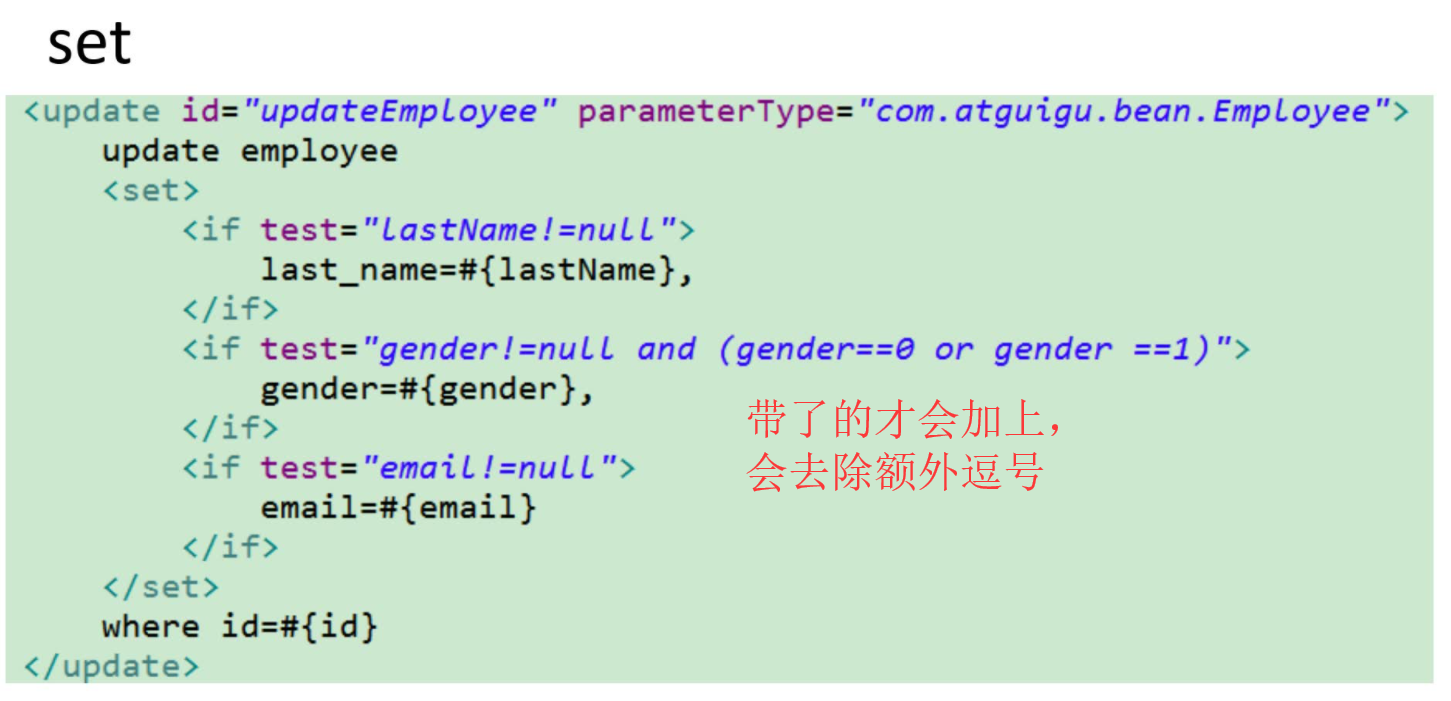 set
<update id="updateEmployee" parameterType="com.atguigu.bean.Employee">
    update employee
    <set>
        <if test="lastName!=null">
            last_name=#{lastName},
        </if>
        <if test="gender!=null and (gender==0 or gender ==1)">
            gender=#{gender},
        </if>
        <if test="email!=null">
            email=#{email}
        </if>
    </set>
    where id=#{id}
</update>
带了的才会加上，
会去除额外逗号